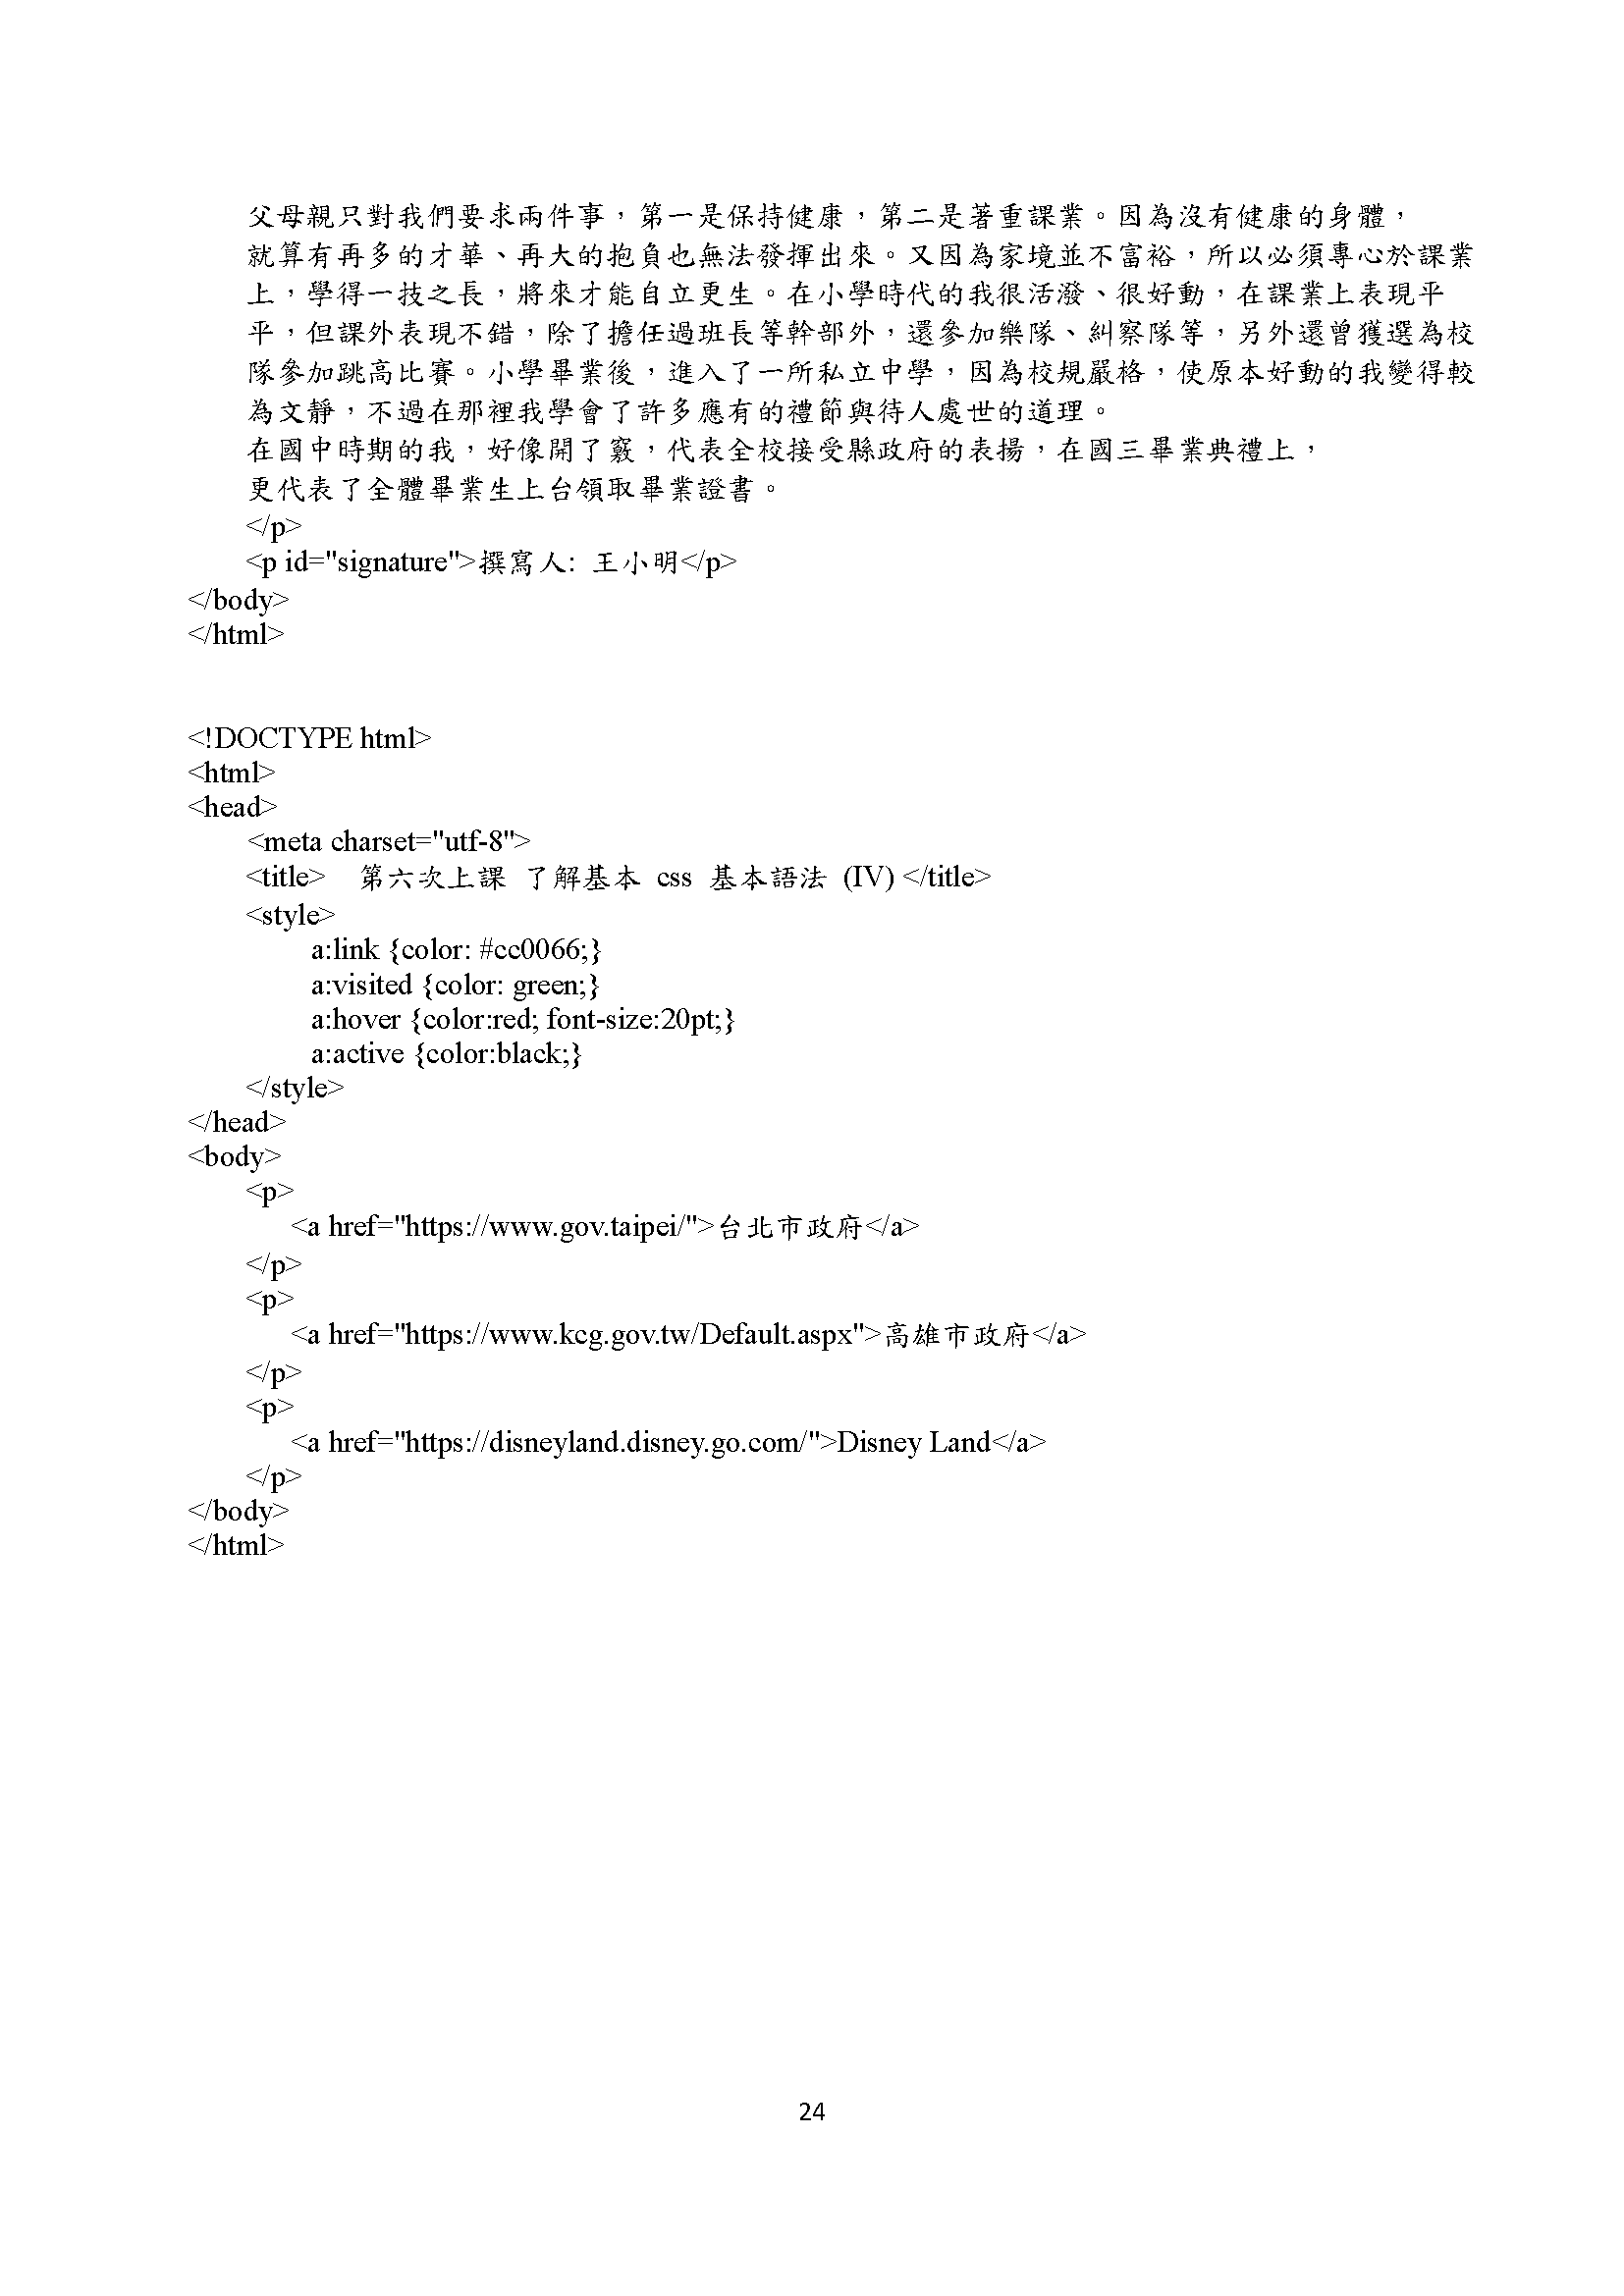 父母親只對我們要求兩件事，第一是保持健康，第二是著重課業。因為沒有健康的身體，
就算有再多的才華、再大的抱負也無法發揮出來。又因為家境並不富裕，所以必須專心於課業
上，學得一技之長，將來才能自立更生。在小學時代的我很活潑、很好動，在課業上表現平
平，但課外表現不錯，除了擔任過班長等幹部外，還參加樂隊、糾察隊等，另外還曾獲選為校
隊參加跳高比賽。小學畢業後，進入了一所私立中學，因為校規嚴格，使原本好動的我變得較
為文靜，不過在那裡我學會了許多應有的禮節與待人處世的道理。
在國中時期的我，好像開了竅，代表全校接受縣政府的表揚，在國三畢業典禮上，
更代表了全體畢業生上台領取畢業證書。
</p>
<p id="signature">撰寫人: 王小明</p>
</body>
</html>
<!DOCTYPE html>
<html>
<head>
<meta charset="utf-8">
<title> 第六次上課 了解基本 css 基本語法 (IV) </title>
<style>
a:link {color: #cc0066;}
a:visited {color: green;}
a:hover {color:red; font-size:20pt;}
a:active {color:black;}
</style>
</head>
<body>
<p>
<a href="https://www.gov.taipei/">台北市政府</a>
</p>
<p>
<a href="https://www.kcg.gov.tw/Default.aspx">高雄市政府</a>
</p>
<p>
<a href="https://disneyland.disney.go.com/">Disney Land</a>
</p>
</body>
</html>
24